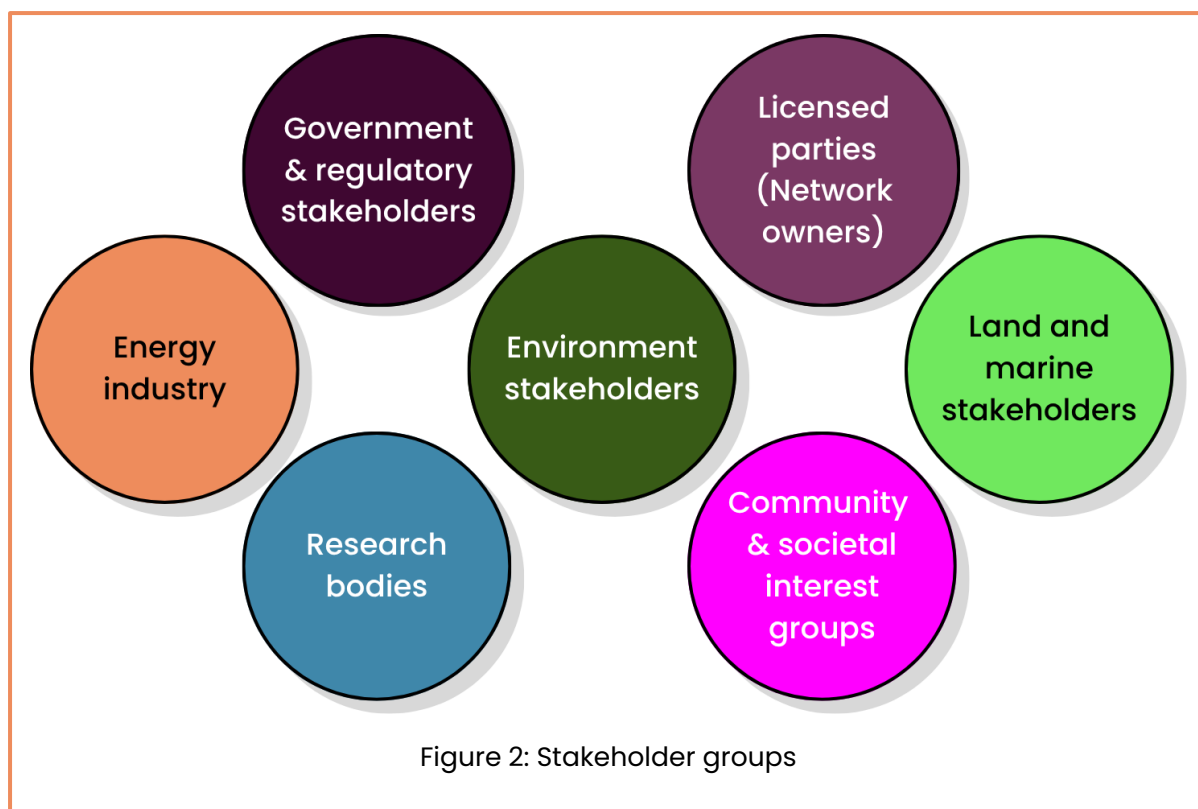 Government
& regulatory
stakeholders
Licensed
parties
(Network
owners)
Energy
industry
Environment
stakeholders
Land and
marine
stakeholders
Research
bodies
Community
& societal
interest
groups
Figure 2: Stakeholder groups